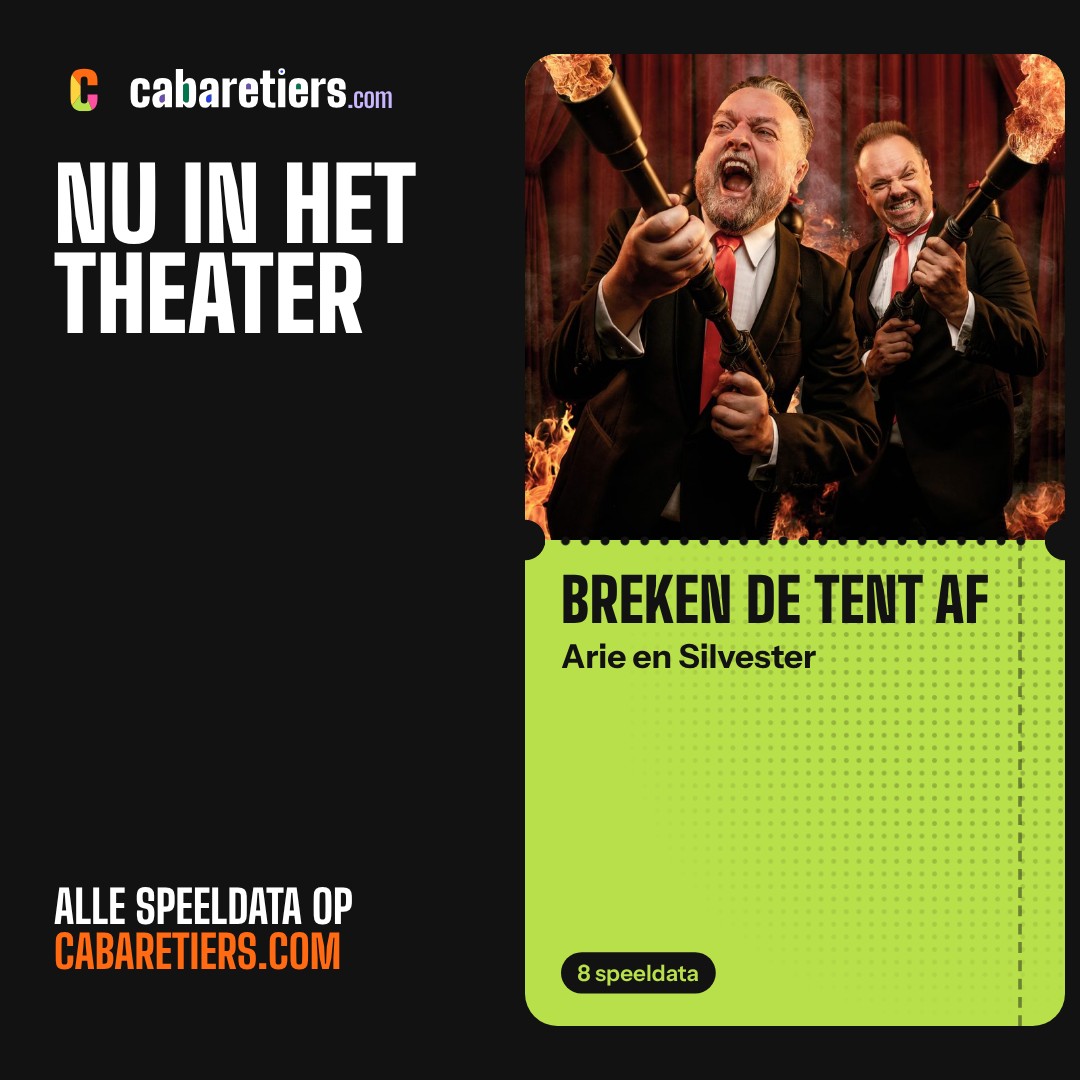 cabaretiers.com
NU IN HET
THEATER
BREKEN DE TENT AF
Arie en Silvester
8 speeldata
ALLE SPEELDATA OP
CABARETIERS.COM